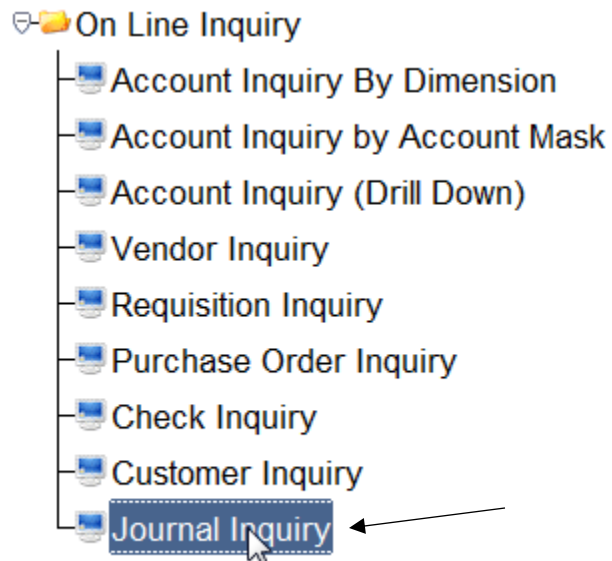 On Line Inquiry
Account Inquiry By Dimension
Account Inquiry by Account Mask
Account Inquiry (Drill Down)
Vendor Inquiry
Requisition Inquiry
Purchase Order Inquiry
Check Inquiry
Customer Inquiry
Journal Inquiry